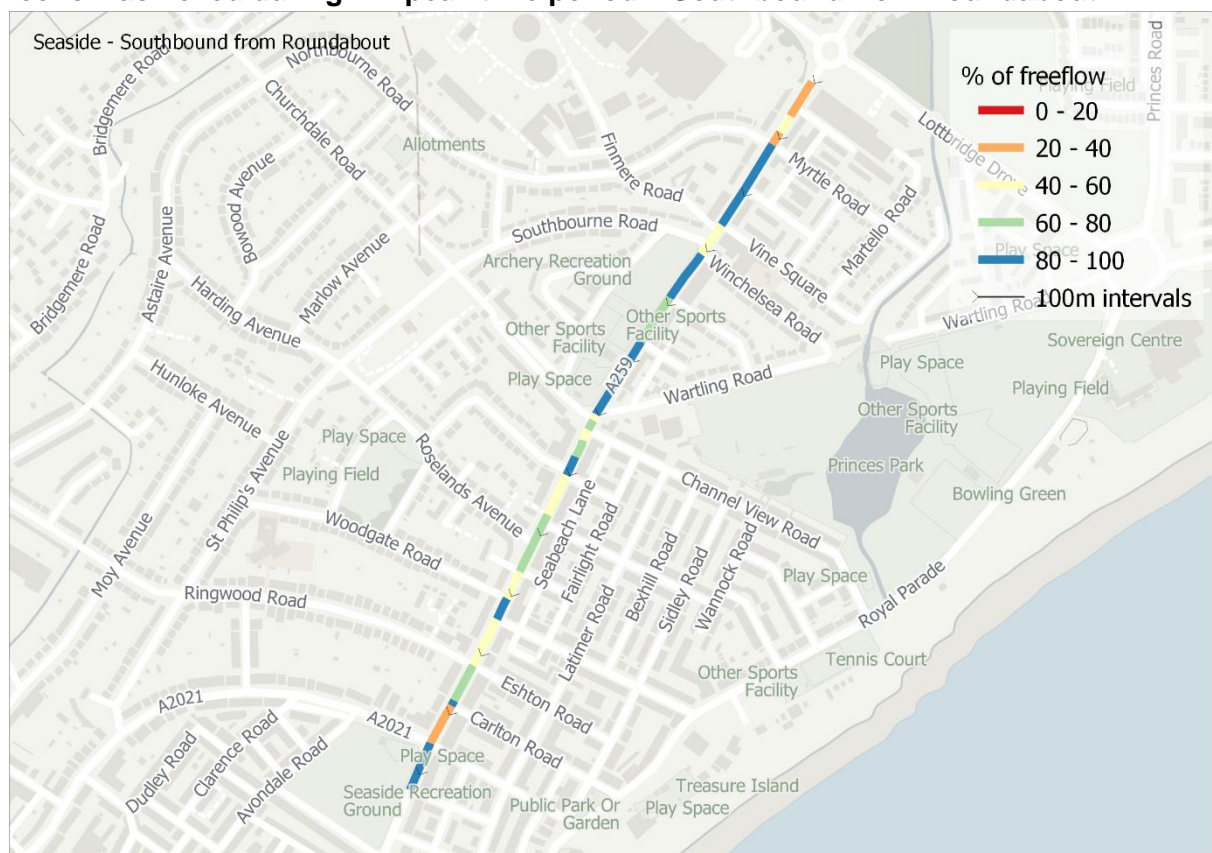 Seaside - Southbound from Roundabout
% of freeflow
0 - 20
20 - 40
40 - 60
60 - 80
80 - 100
100m intervals
Bridgemere Road
Northbourne Road
Churchdale Road
Allotments
Finmere Road
Lottbridge Drove
Playing Field
Princes Road
Bowood Avenue
Myrtle Road
Martello Road
Southbourne Road
Astaire Avenue
Marlow Avenue
Archery Recreation
Ground
Vine Square
Winchelsea Road
Play Space
Bridgemere Road
Harding Avenue
Other Sports
Facility
Other Sports
Facility
Wartling Road
Sovereign Centre
Play Space
A259
Wartling Road
Play Space
Playing Field
Hunloke Avenue
Other Sports
Facility
Play Space
Playing Field
Roselands Avenue
Princes Park
Bowling Green
St Philip's Avenue
Channel View Road
Woodgate Road
Seabeach Lane
Fairlight Road
Moy Avenue
Bexhill Road
Sidley Road
Wannock Road
Play Space
Royal Parade
Ringwood Road
Latimer Road
Tennis Court
Other Sports
Facility
Eshton Road
A2021
A2021
Carlton Road
Dudley Road
Clarence Road
Avondale Road
Play Space
Seaside Recreation
Ground
Treasure Island
Play Space
Public Park Or
Garden